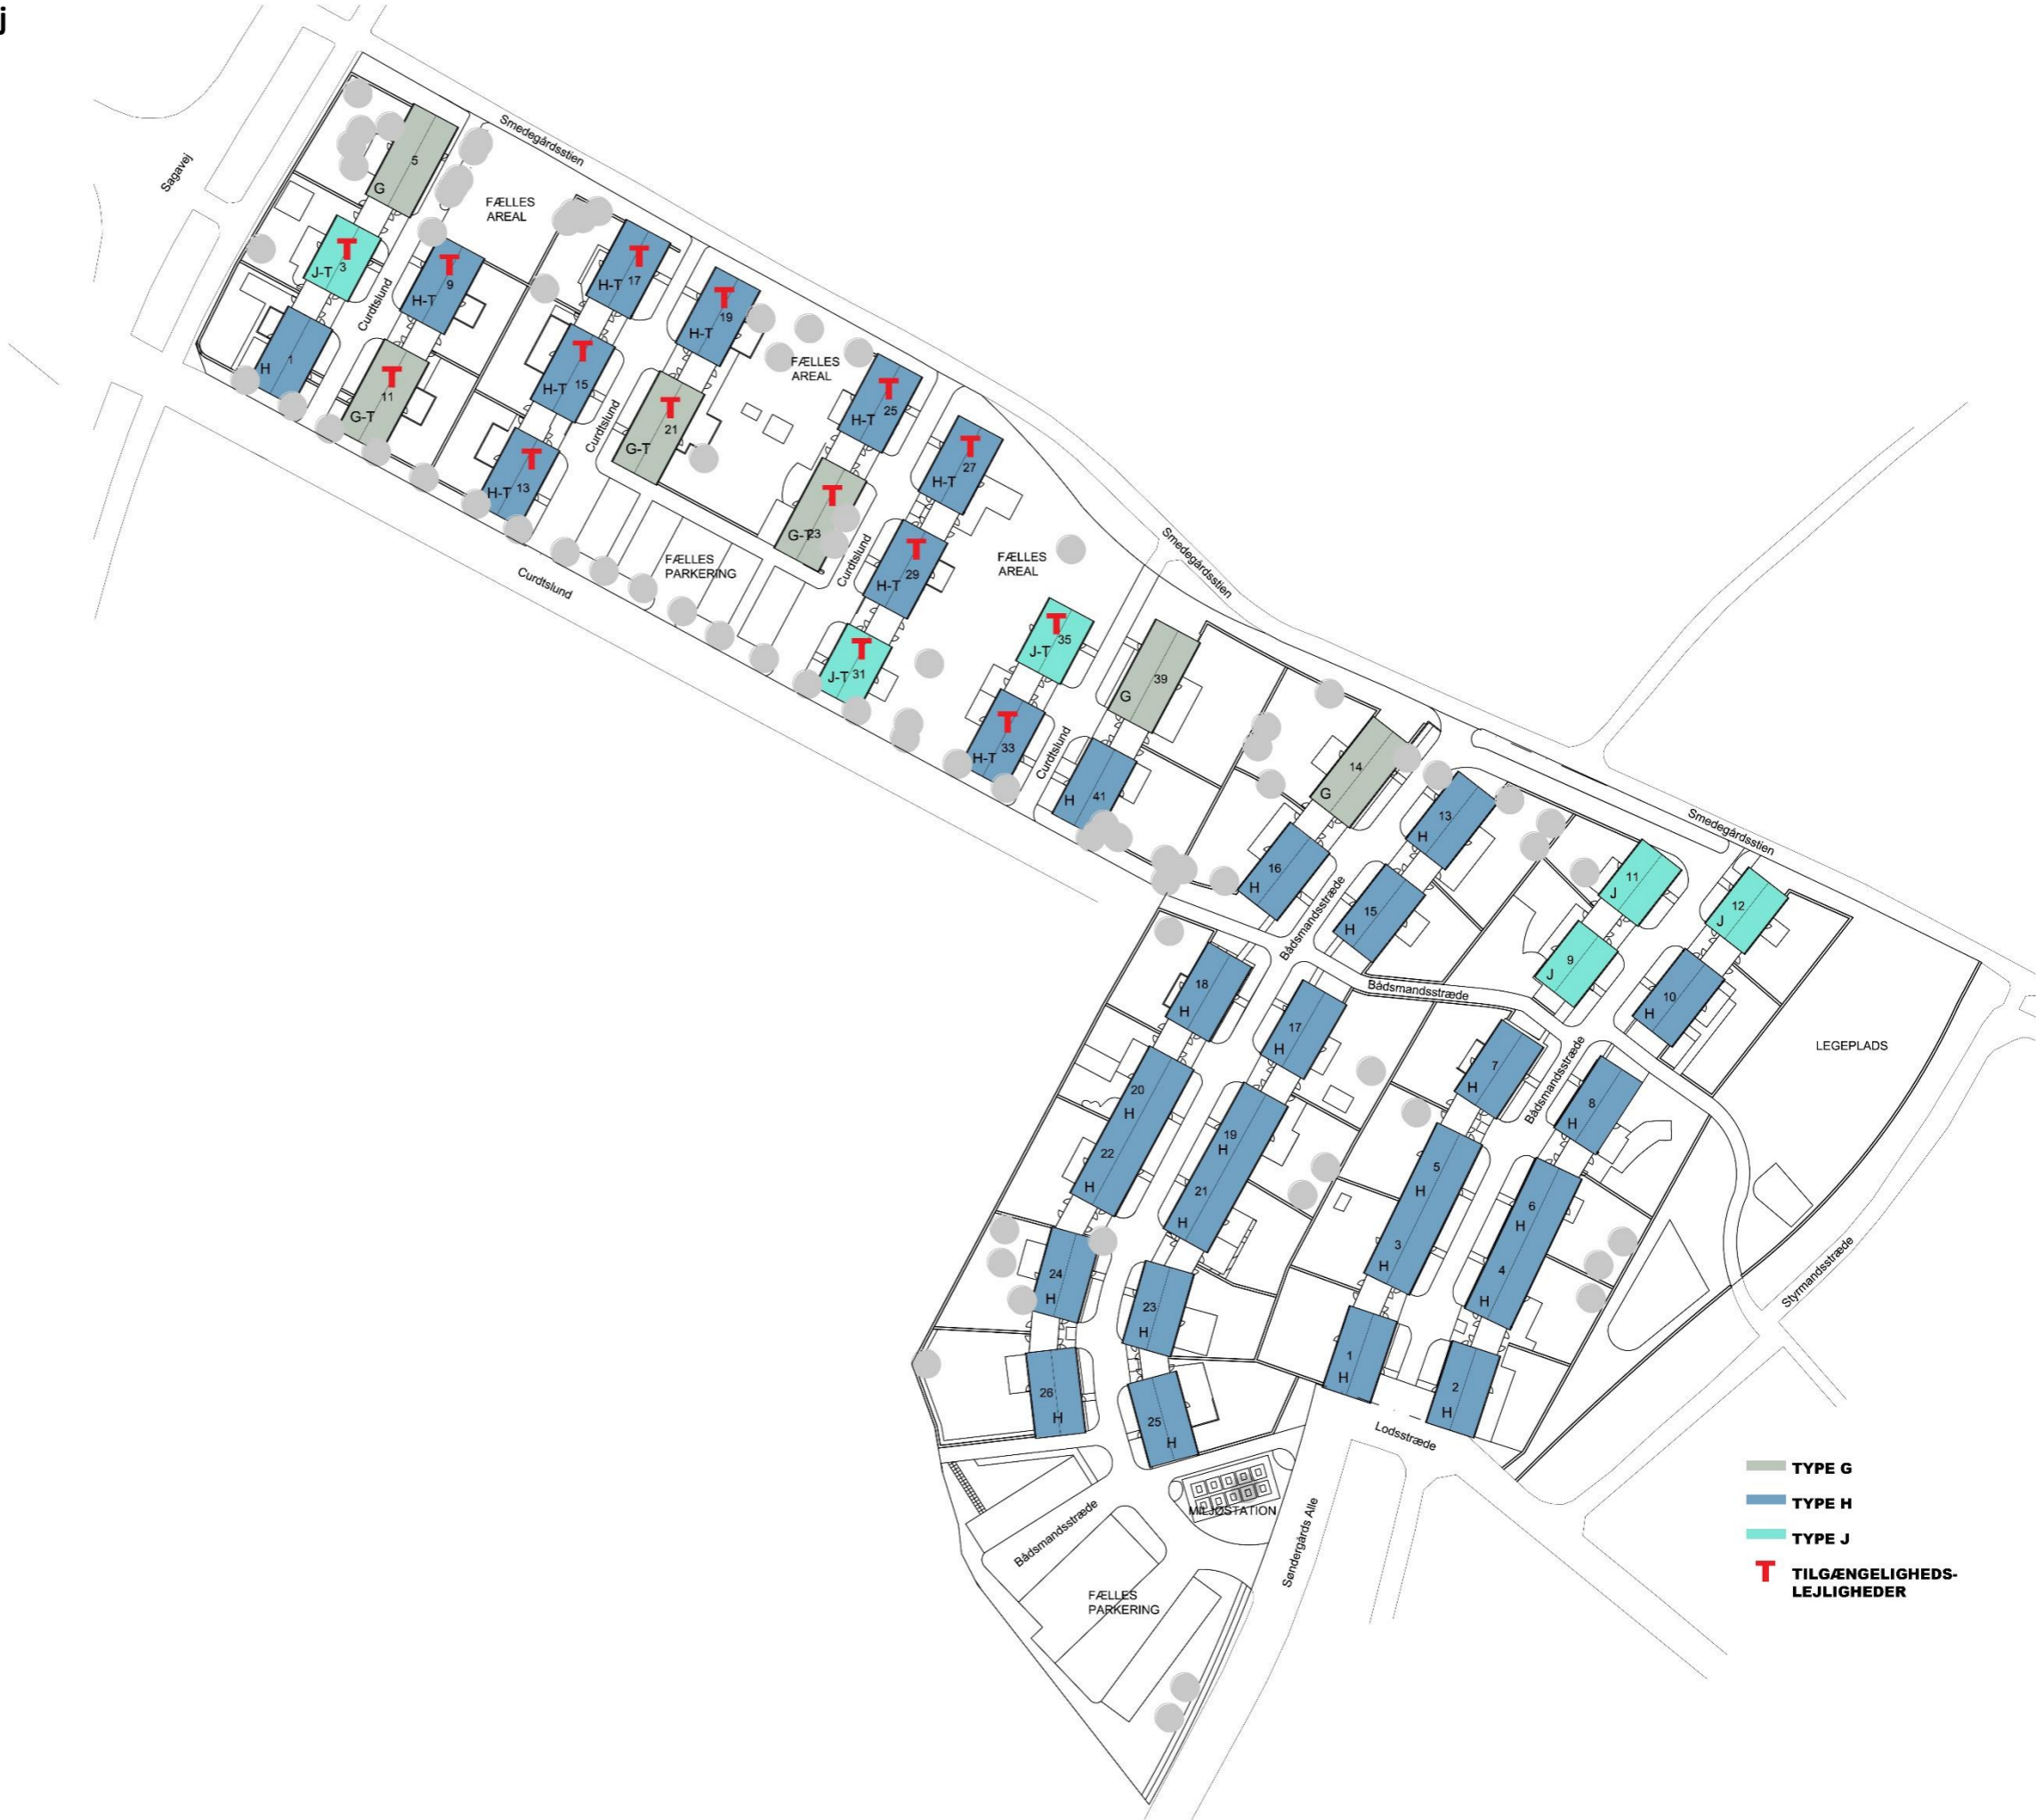 j
Sagavej
Smedegårdsstien
5
G
FÆLLES
AREAL
T
J-T 3
T
9
H-T
Curdtslund
1
H
T
11
G-T
T
H-T 17
T
H-T 15
T
H-T 13
T
19
H-T
T
21
G-T
Curdtslund
FÆLLES
AREAL
T
25
H-T
T
G-T 23
FÆLLES
PARKERING
Curdtslund
Curdtslund
T
27
H-T
T
29
H-T
T
J-T 31
FÆLLES
AREAL
T
35
J-T
T
33
H-T
Curdtslund
Smedegårdsstien
39
G
41
H
14
G
16
H
13
H
15
H
Bådsmandsstræde
Smedegårdsstien
11
J
9
J
12
J
10
H
Bådsmandsstræde
LEGEPLADS
18
H
17
H
7
H
Bådsmandsstræde
8
H
20
H
22
H
19
H
21
H
5
H
3
H
6
H
4
H
24
H
23
H
1
H
2
H
26
H
25
H
Styrmandsstræde
Lodsstræde
MILJØSTATION
Bådsmandsstræde
Søndergårds Alle
FÆLLES
PARKERING
TYPE G
TYPE H
TYPE J
T TILGÆNGELIGHEDS-
LEJLIGHEDER